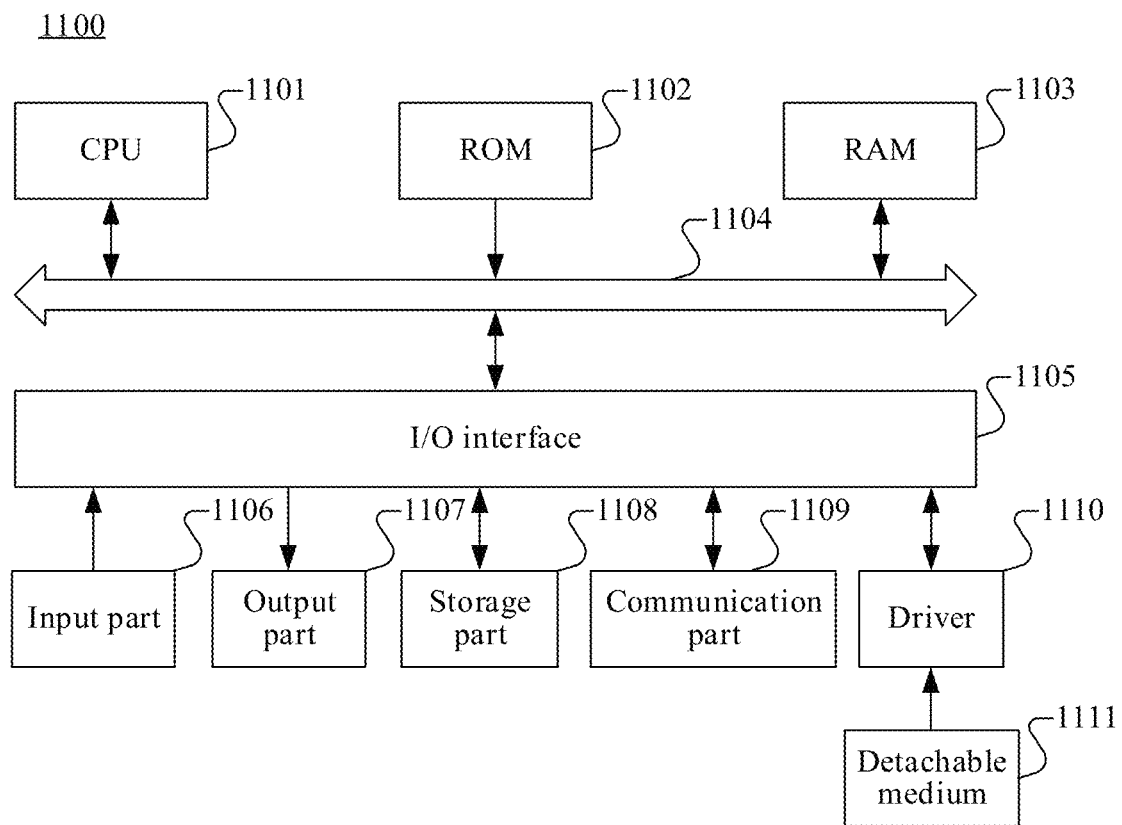 1100
1101
1102
1103
CPU
ROM
RAM
1104
1105
I/O interface
1106
1107
1108
1109
1110
Input part
Output
part
Storage
part
Communication
part
Driver
1111
Detachable
medium